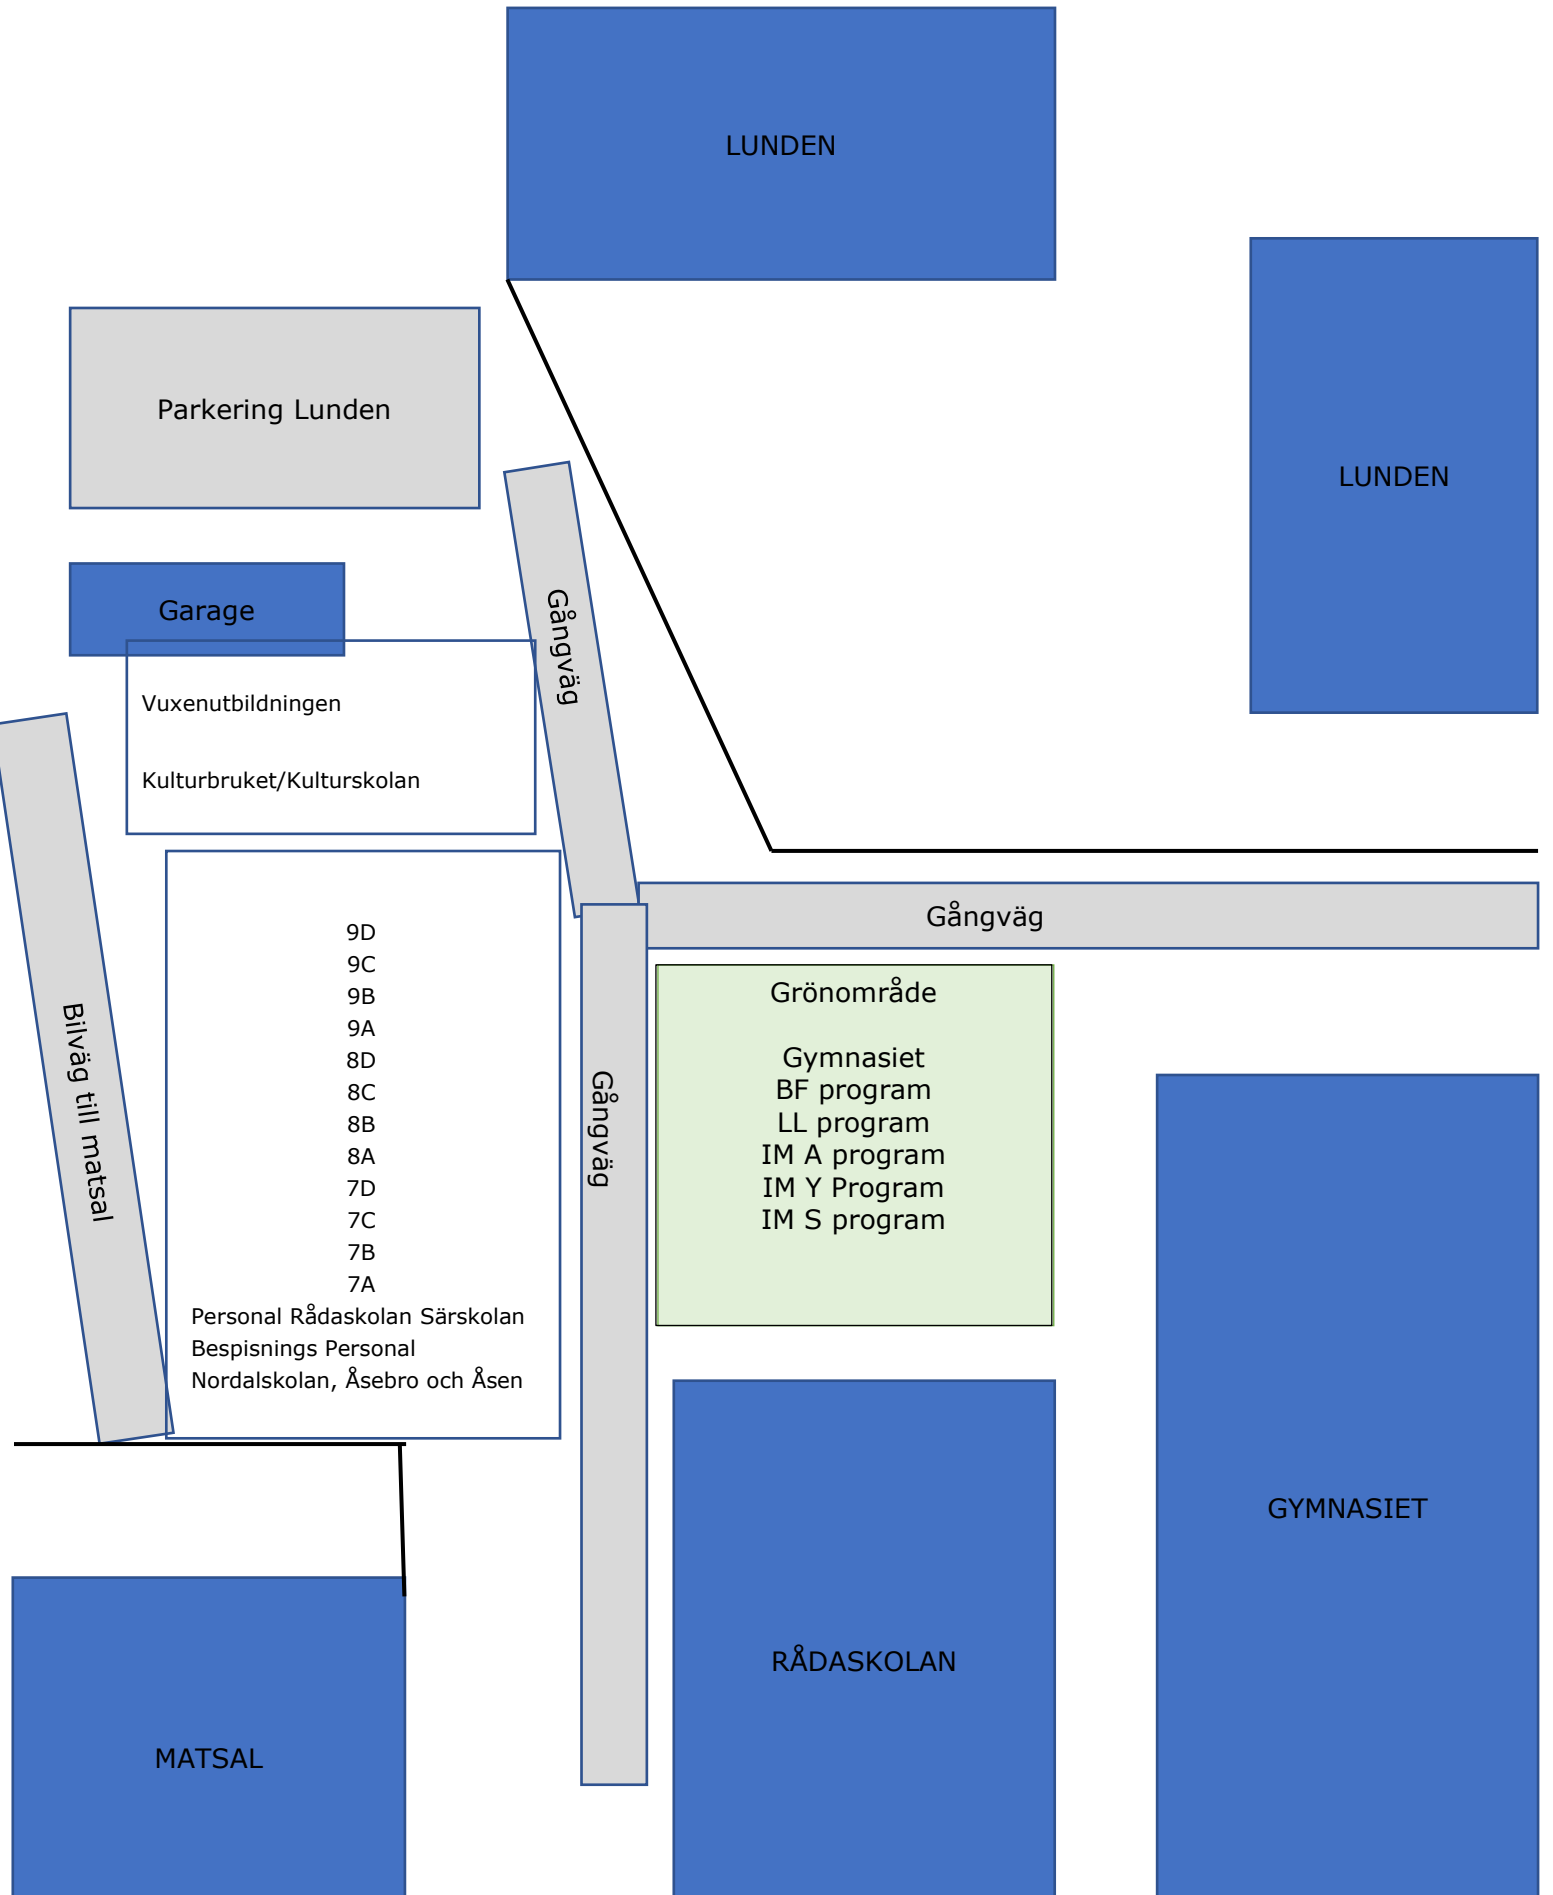 LUNDEN
LUNDEN
Parkering Lunden
Garage
Gångväg
Vuxenutbildningen
Kulturbruket/Kulturskolan
Gångväg
Bilväg till matsal
9D
9C
9B
9A
8D
8C
8B
8A
7D
7C
7B
7A
Personal Rådaskolan Särskolan
Bespisnings Personal
Nordalskolan, Åsebro och Åsen
Gångväg
Grönområde
Gymnasiet
BF program
LL program
IM A program
IM Y Program
IM S program
GYMNASIET
RÅDASKOLAN
MATSAL